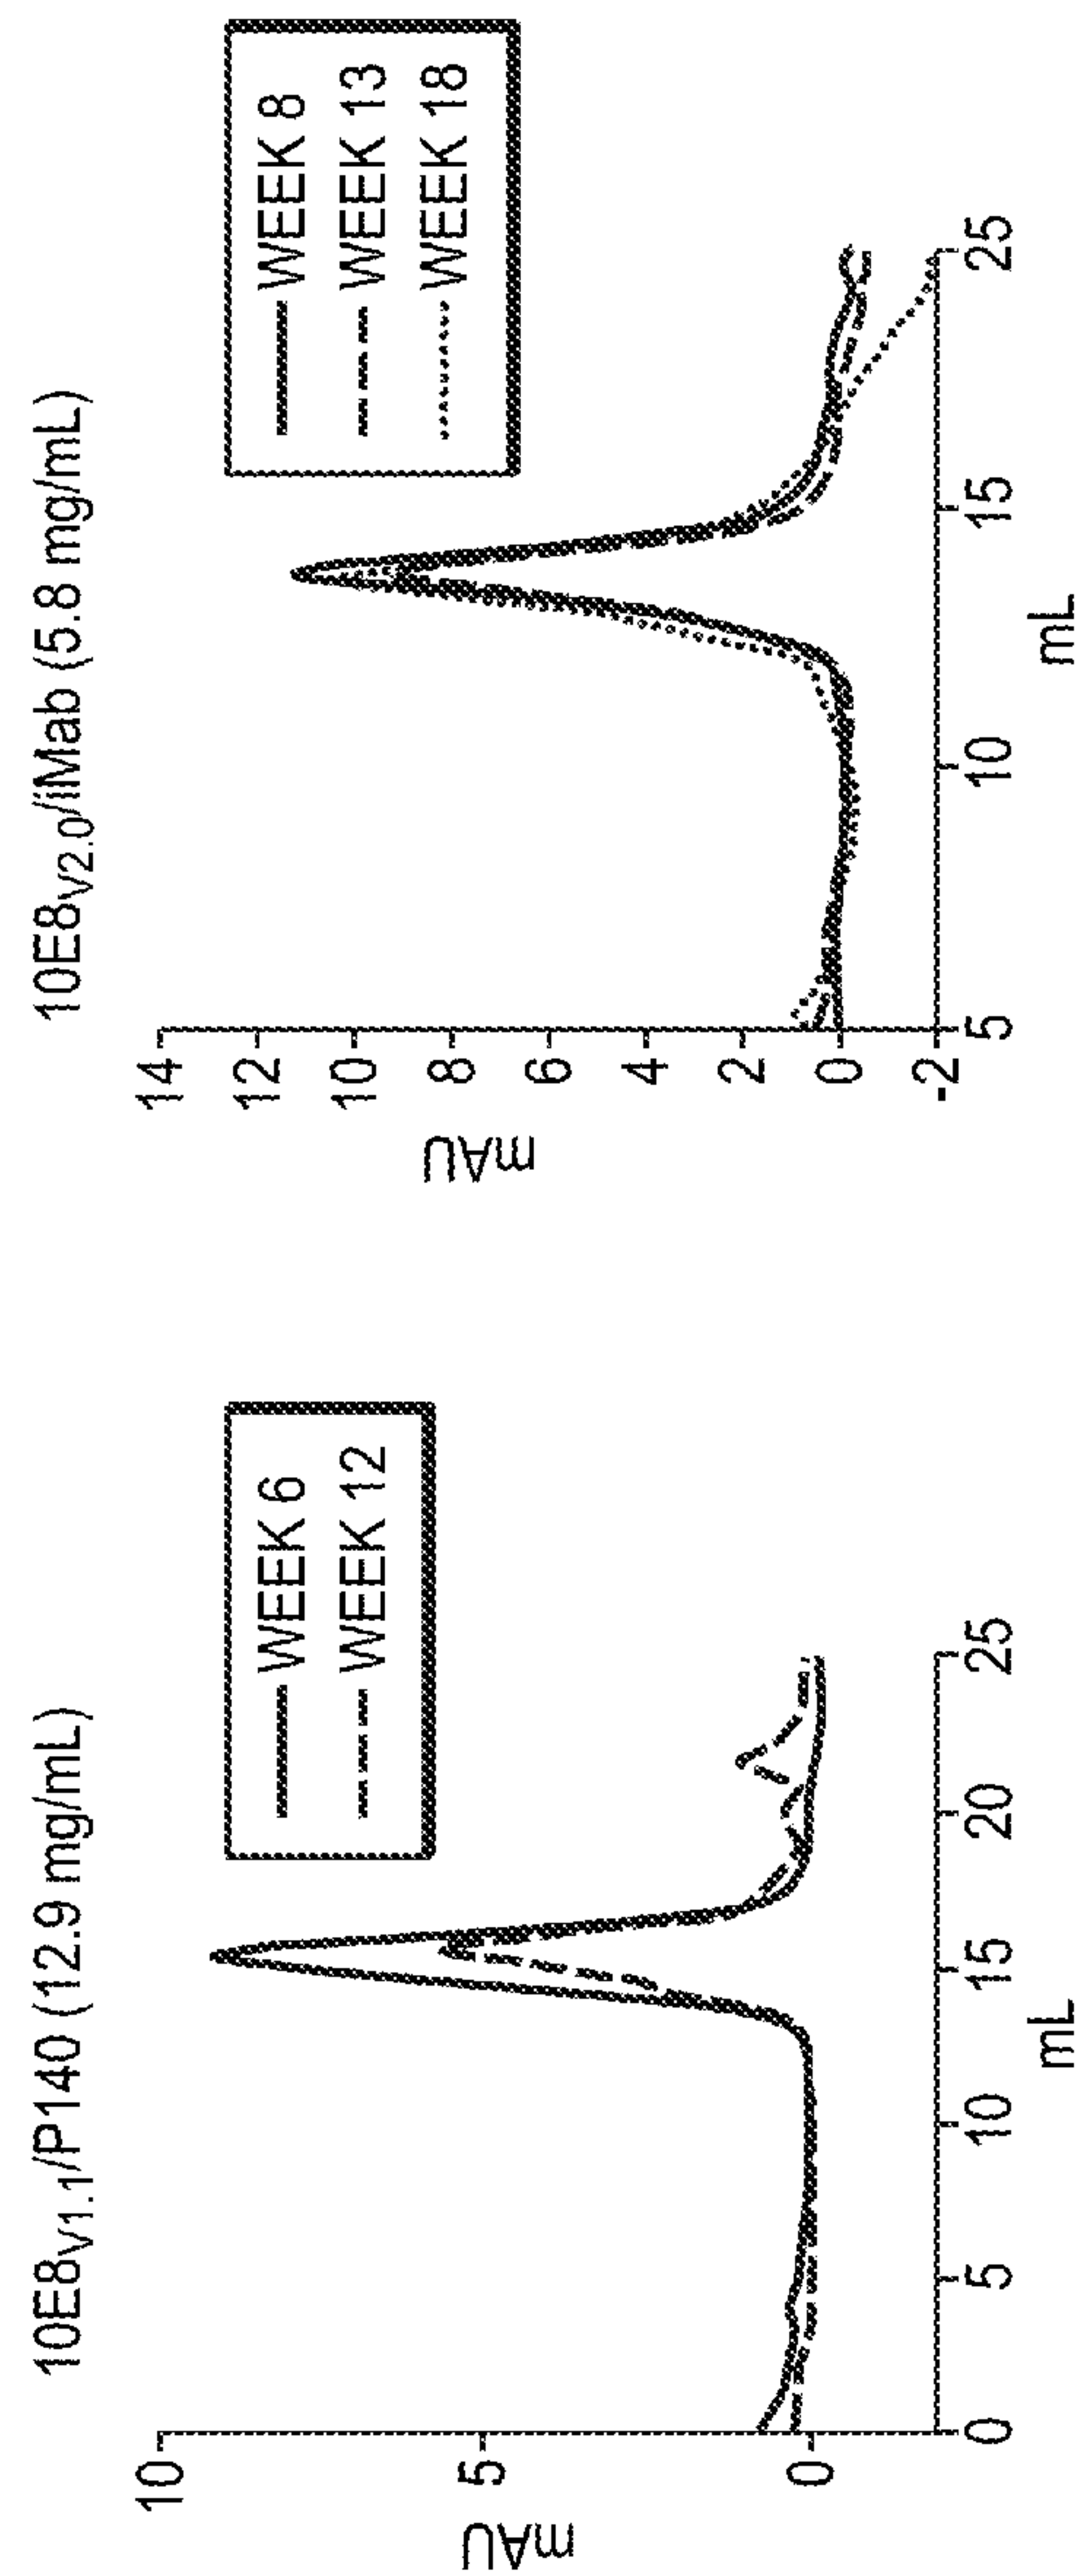 10E8V1.1/P140 (12.9 mg/mL)
WEEK 6
WEEK 12
10
5
0
mAU
0 5 10 15 20 25
mL
10E8V2.0/iMab (5.8 mg/mL)
WEEK 8
WEEK 13
WEEK 18
14
12
10
8
6
4
2
0
-2
mAU
5 10 15 25
mL